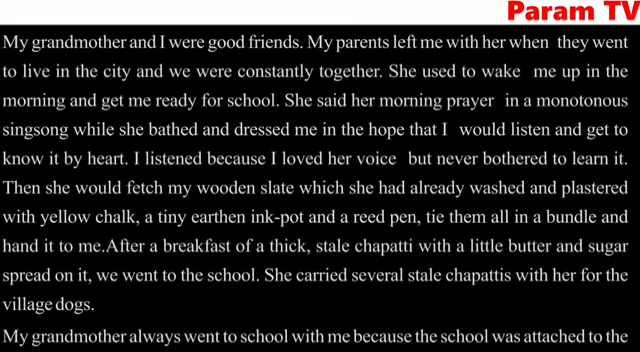 Param TV
My grandmother and I were good friends. My parents left me with her when they went
to live in the city and we were constantly together. She used to wake me up in the
morning and get me ready for school. She said her morning prayer in a monotonous
singsong while she bathed and dressed me in the hope that I would listen and get to
know it by heart. I listened because I loved her voice but never bothered to learn it.
Then she would fetch my wooden slate which she had already washed and plastered
with yellow chalk, a tiny earthen ink-pot and a reed pen, tie them all in a bundle and
hand it to me.After a breakfast of a thick, stale chapatti with a little butter and sugar
spread on it, we went to the school. She carried several stale chapattis with her for the
village dogs.
My grandmother always went to school with me because the school was attached to the